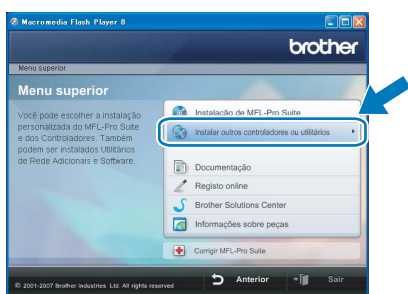 Macromedia Flash Player 8
brother
Menu superior
Menu superior
Você pode escolher a instalação
personalizada do MFL-Pro Suite
e dos Controladores. Também
podem ser instalados Utilitários
de Rede Adicionais e Software.
Instalação de MFL-Pro Suite
Instalar outros controladores ou utilitários
Documentação
Registo online
Brother Solutions Center
Informações sobre peças
Corrigir MFL-Pro Suite
© 2001-2007 Brother Industries Ltd. All rights reserved
Anterior
Sair